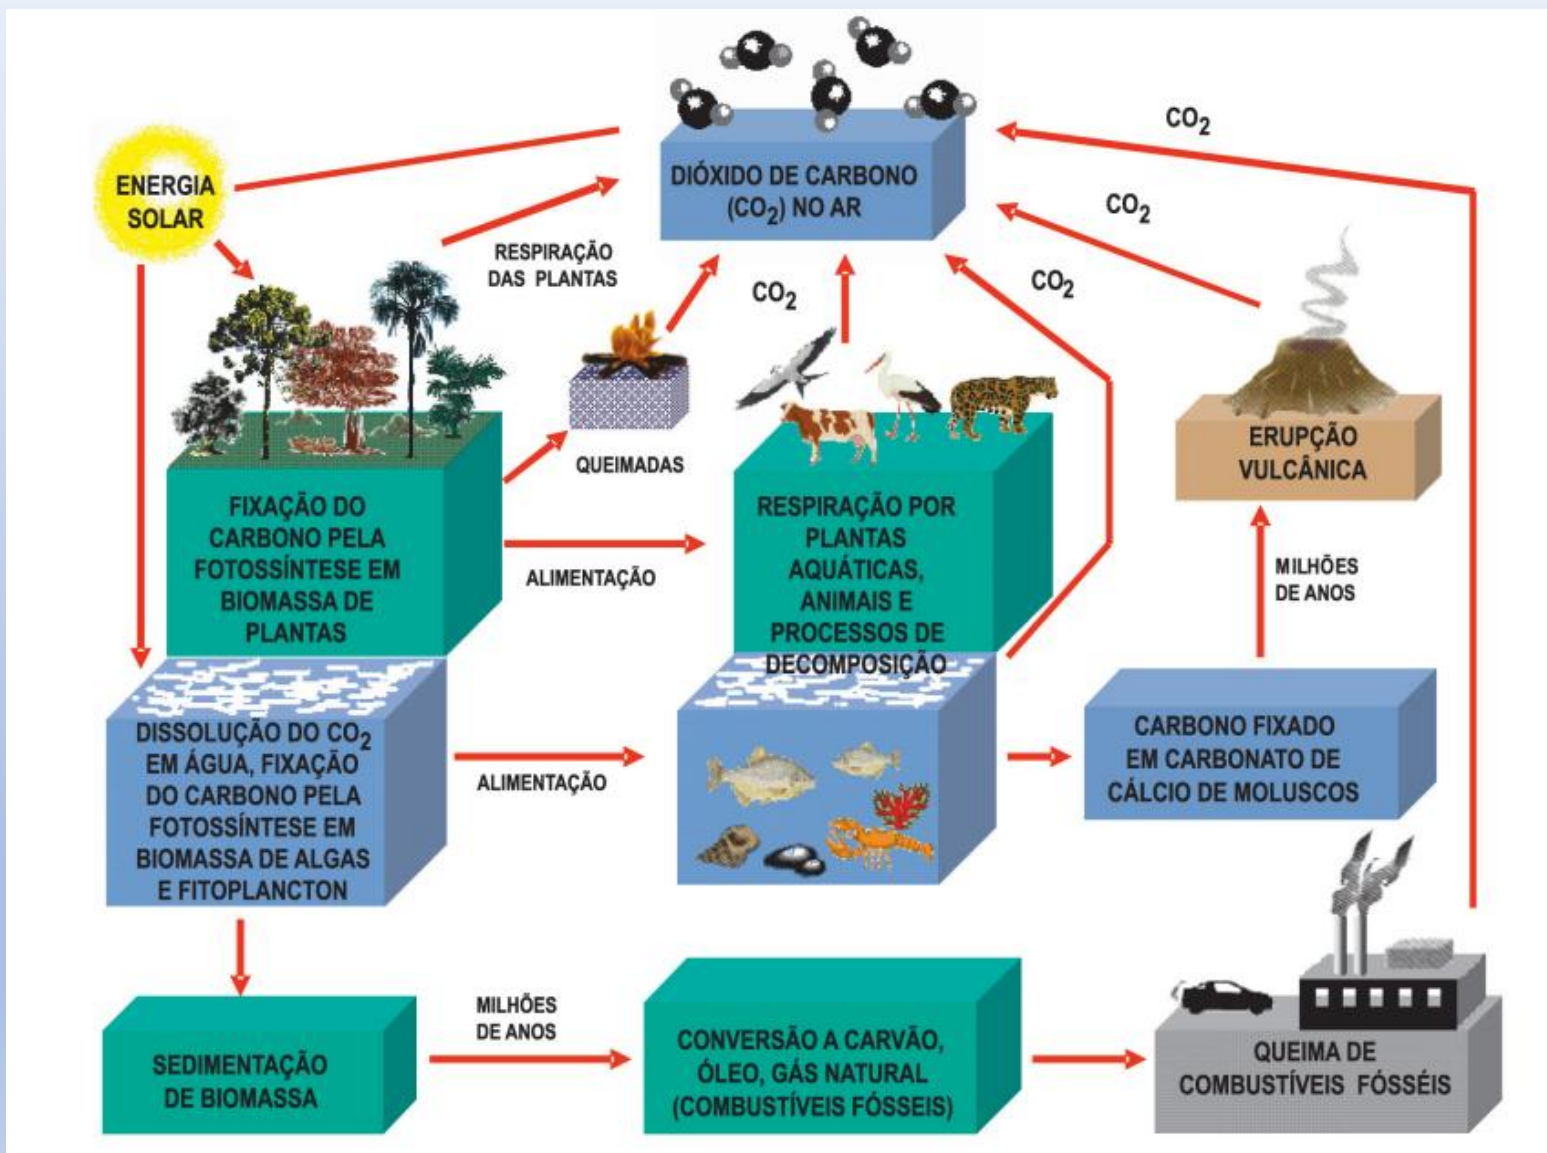 CO2
DIÓXIDO DE CARBONO
(CO2) NO AR
ENERGIA
SOLAR
CO2
RESPIRAÇÃO
DAS PLANTAS
CO2
CO2
QUEIMADAS
ERUPÇÃO
VULCÂNICA
FIXAÇÃO DO
CARBONO PELA
FOTOSSÍNTESE EM
BIOMASSA DE
PLANTAS
ALIMENTAÇÃO
RESPIRAÇÃO POR
PLANTAS
AQUÁTICAS,
ANIMAIS E
PROCESSOS DE
DECOMPOSIÇÃO
MILHÕES
DE ANOS
DISSOLUÇÃO DO CO2
EM ÁGUA, FIXAÇÃO
DO CARBONO PELA
FOTOSSÍNTESE EM
BIOMASSA DE ALGAS
E FITOPLANCTON
ALIMENTAÇÃO
CARBONO FIXADO
EM CARBONATO DE
CÁLCIO DE MOLUSCOS
SEDIMENTAÇÃO
DE BIOMASSA
MILHÕES
DE ANOS
CONVERSÃO A CARVÃO,
ÓLEO, GÁS NATURAL
(COMBUSTÍVEIS FÓSSEIS)
QUEIMA DE
COMBUSTÍVEIS FÓSSÉIS